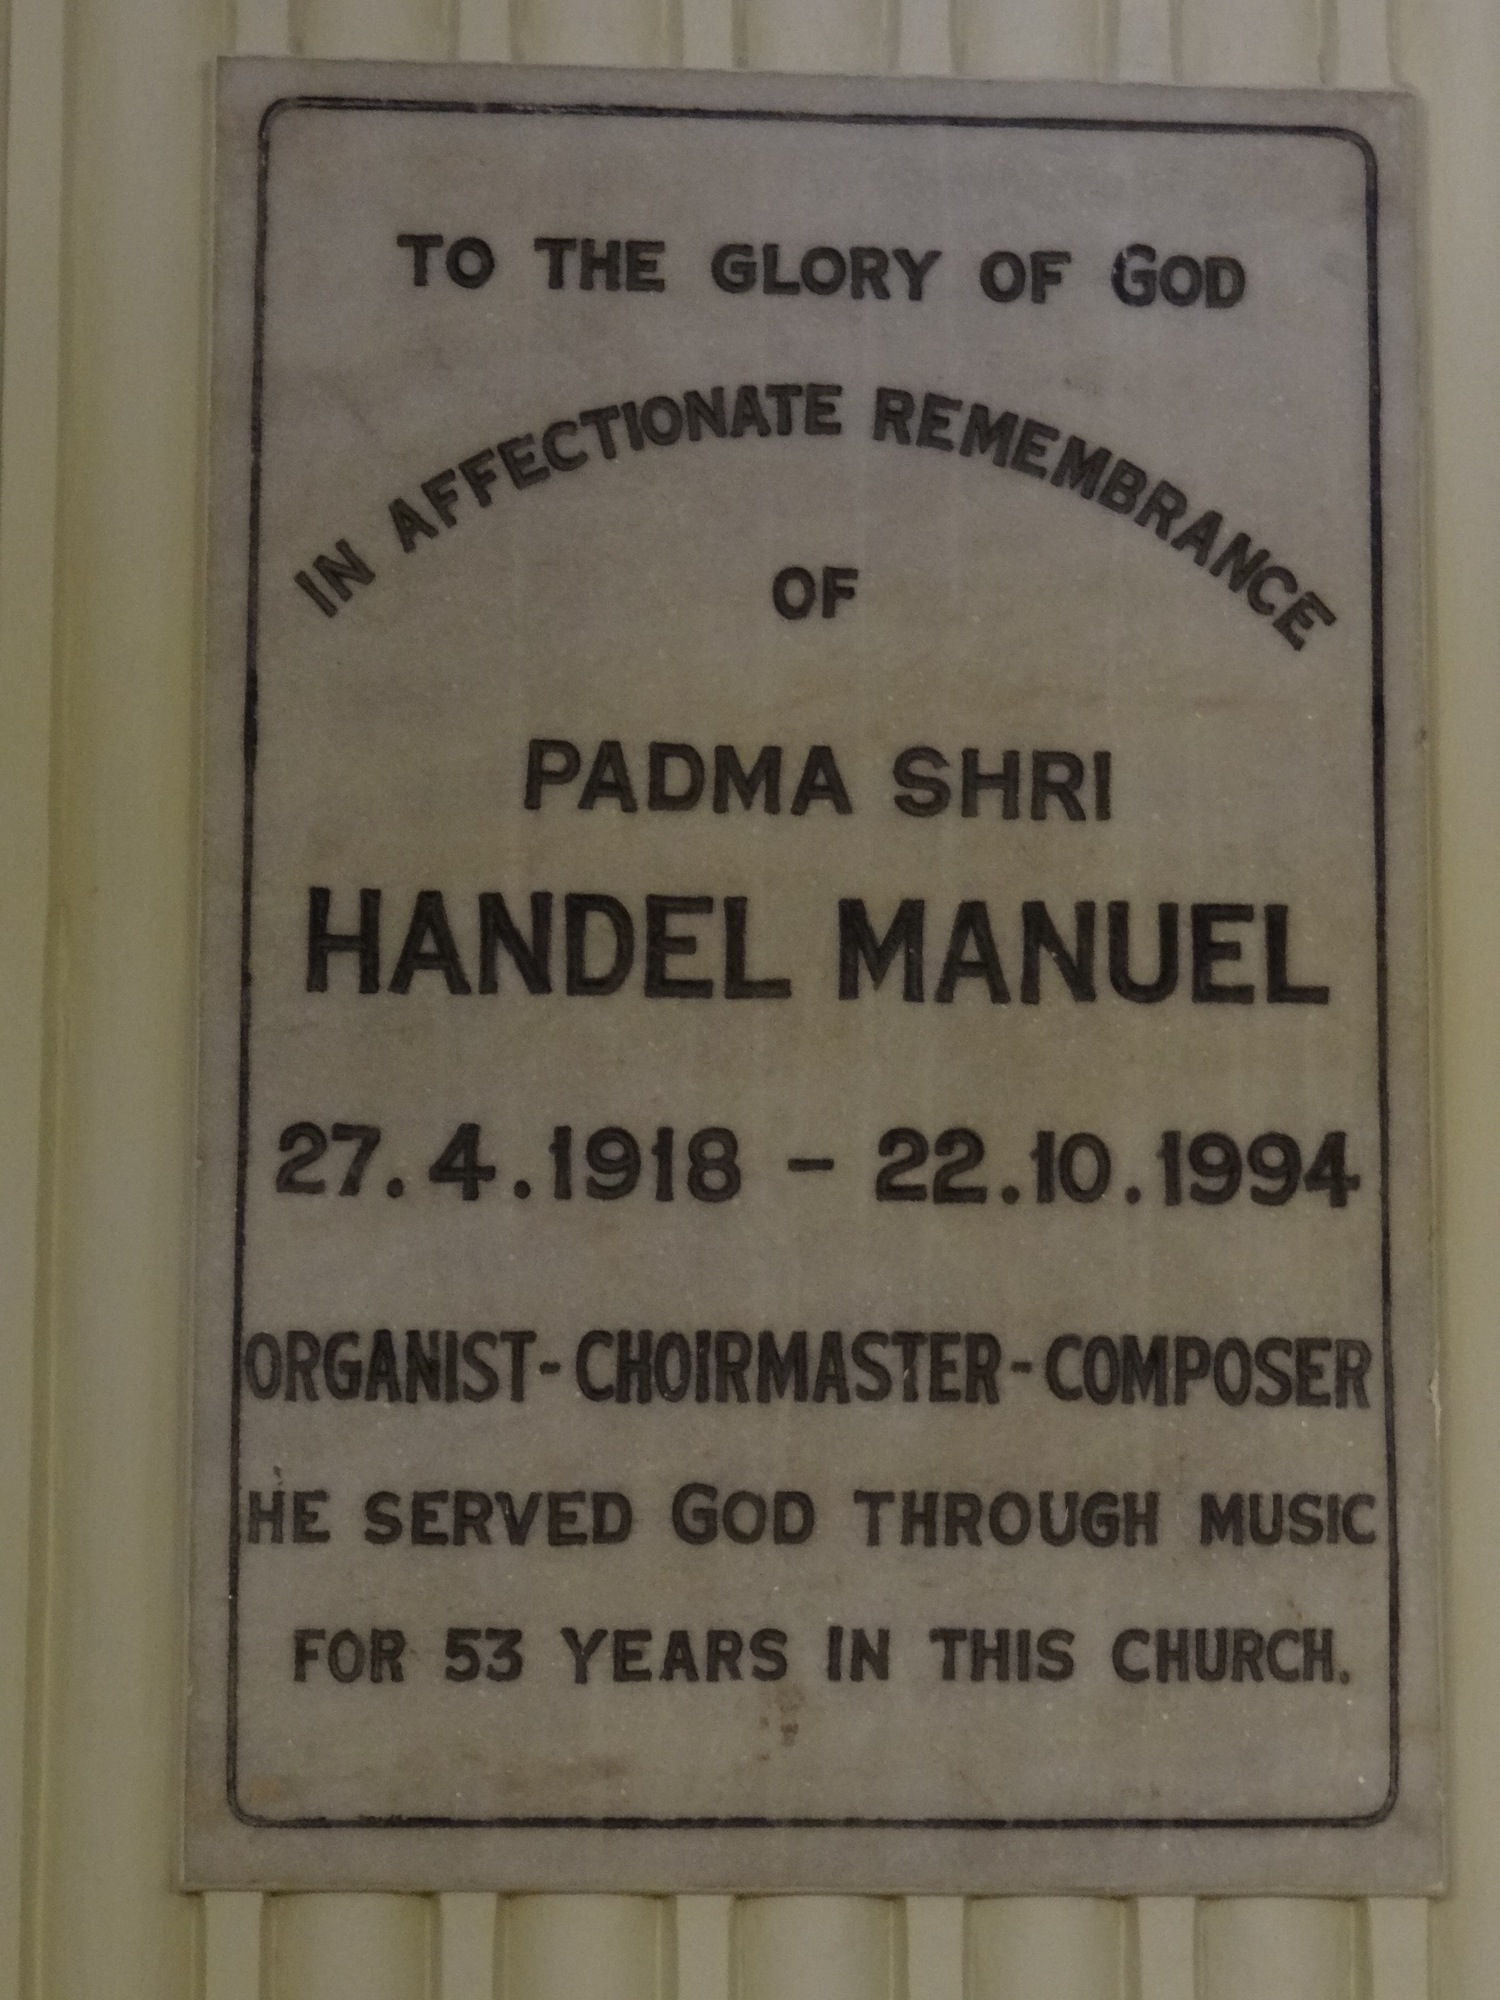 TO THE GLORY OF GOD
IN AFFECTIONATE REMEMBRANCE
OF
PADMA SHRI
HANDEL MANUEL
27.4.1918 - 22.10.1994
ORGANIST-CHOIRMASTER-COMPOSER
HE SERVED GOD THROUGH MUSIC
FOR 53 YEARS IN THIS CHURCH.